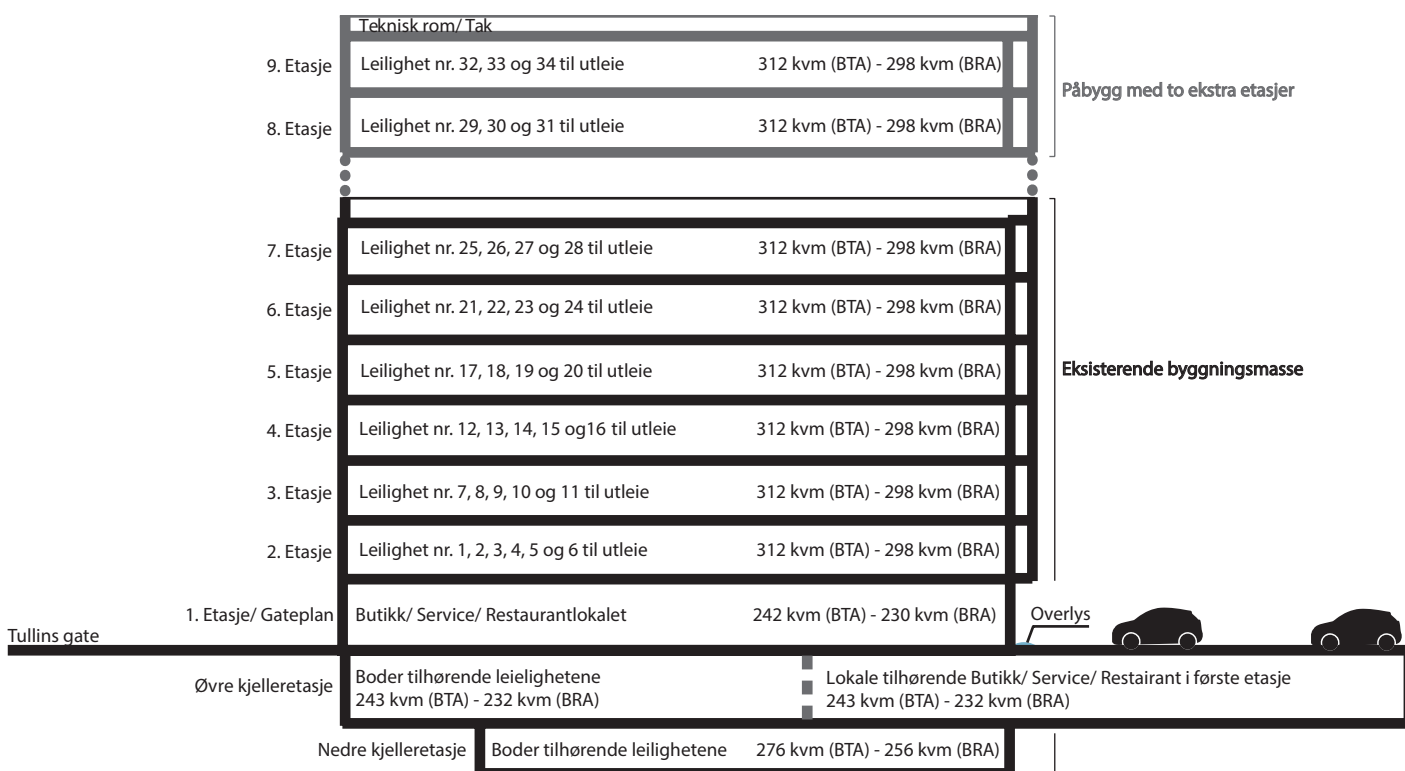 Teknisk rom/ Tak
9. Etasje Leilighet nr. 32, 33 og 34 til utleie 312 kvm (BTA) - 298 kvm (BRA)
Påbygg med to ekstra etasjer
8. Etasje Leilighet nr. 29, 30 og 31 til utleie 312 kvm (BTA) - 298 kvm (BRA)
7. Etasje Leilighet nr. 25, 26, 27 og 28 til utleie 312 kvm (BTA) - 298 kvm (BRA)
6. Etasje Leilighet nr. 21, 22, 23 og 24 til utleie 312 kvm (BTA) - 298 kvm (BRA)
5. Etasje Leilighet nr. 17, 18, 19 og 20 til utleie 312 kvm (BTA) - 298 kvm (BRA)
Eksisterende byggningsmasse
4. Etasje Leilighet nr. 12, 13, 14, 15 og16 til utleie 312 kvm (BTA) - 298 kvm (BRA)
3. Etasje Leilighet nr. 7, 8, 9, 10 og 11 til utleie 312 kvm (BTA) - 298 kvm (BRA)
2. Etasje Leilighet nr. 1, 2, 3, 4, 5 og 6 til utleie 312 kvm (BTA) - 298 kvm (BRA)
1. Etasje/ Gateplan Butikk/ Service/ Restaurantlokalet 242 kvm (BTA) - 230 kvm (BRA) Overlys
Tullins gate
Øvre kjelleretasje
Boder tilhørende leielighetene
243 kvm (BTA) - 232 kvm (BRA)
Lokale tilhørende Butikk/ Service/ Restairant i første etasje
243 kvm (BTA) - 232 kvm (BRA)
Nedre kjelleretasje Boder tilhørende leilighetene 276 kvm (BTA) - 256 kvm (BRA)